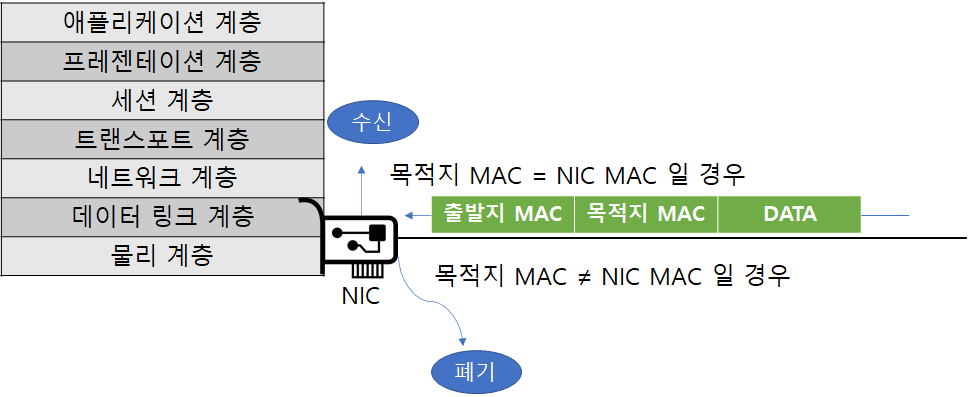 애플리케이션 계층
프레젠테이션 계층
세션 계층
트랜스포트 계층
네트워크 계층
데이터 링크 계층
물리 계층
수신
목적지 MAC = NIC MAC 일 경우
출발지 MAC 목적지 MAC DATA
목적지 MAC ≠ NIC MAC 일 경우
NIC
폐기